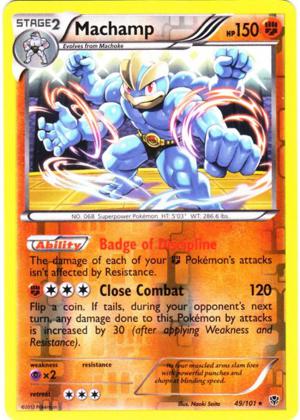 STAGE2
Machamp
HP150
Evolves from Machoke
NO. 068 Superpower Pokémon HT: 5'03" WT: 286.6 lbs.
Ability Badge of Discipline
The damage of each of your Pokémon's attacks
isn't affected by Resistance.
Close Combat 120
Flip a coin. If tails, during your opponent's next
turn, any damage done to this Pokémon by attacks
is increased by 30 (after applying Weakness and
Resistance).
weakness resistance
×2
retreat
Its four muscled arms slam foes
with powerful punches and
chops at blinding speed.
©2013 Pokémon
Illus. Naoki Saito
49/101 ★